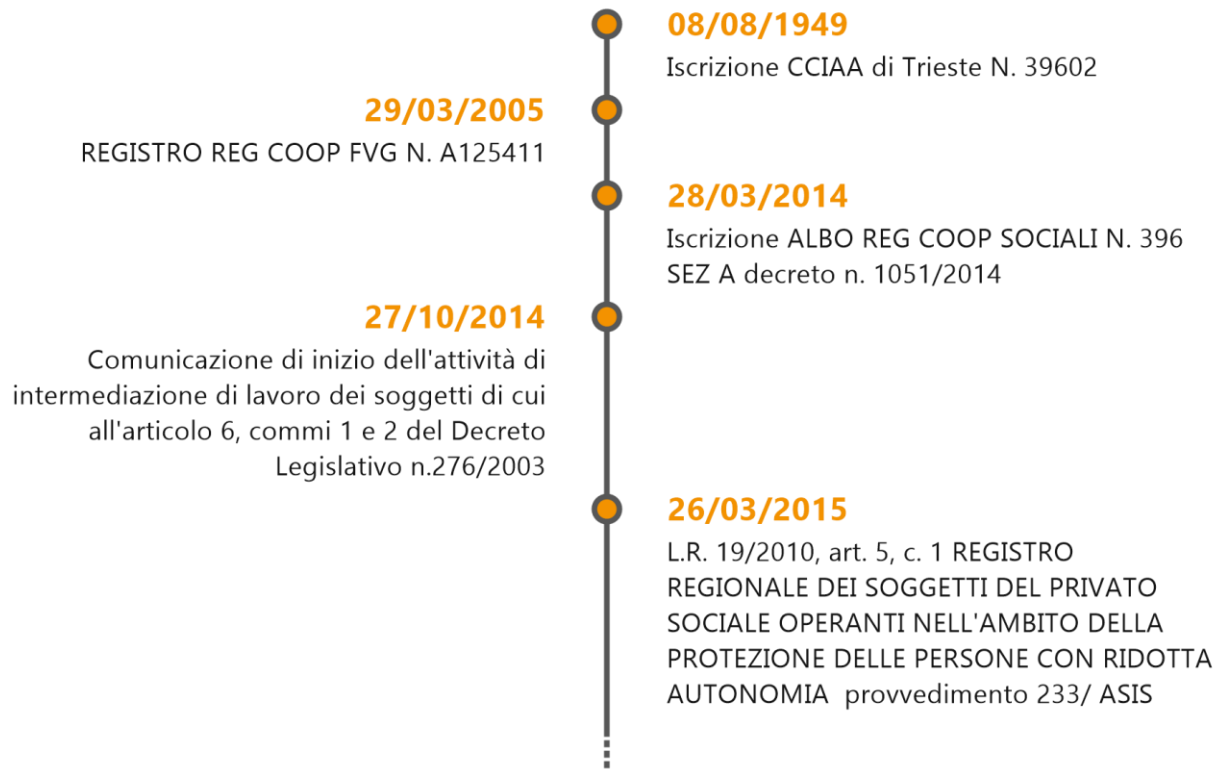 08/08/1949
Iscrizione CCIAA di Trieste N. 39602
29/03/2005
REGISTRO REG COOP FVG N. A125411
28/03/2014
Iscrizione ALBO REG COOP SOCIALI N. 396
SEZ A decreto n. 1051/2014
27/10/2014
Comunicazione di inizio dell'attività di
intermediazione di lavoro dei soggetti di cui
all'articolo 6, commi 1 e 2 del Decreto
Legislativo n.276/2003
26/03/2015
L.R. 19/2010, art. 5, c. 1 REGISTRO
REGIONALE DEI SOGGETTI DEL PRIVATO
SOCIALE OPERANTI NELL'AMBITO DELLA
PROTEZIONE DELLE PERSONE CON RIDOTTA
AUTONOMIA  provvedimento 233/ ASIS